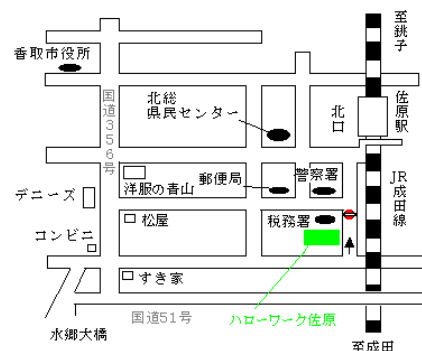 至銚子
香取市役所
国道356号
北総
県民センター
北口
佐原駅
郵便局
警察署
洋服の青山
JR成田線
デニーズ
松屋
税務署
コンビニ
すき家
国道51号
ハローワーク佐原
水郷大橋
至成田